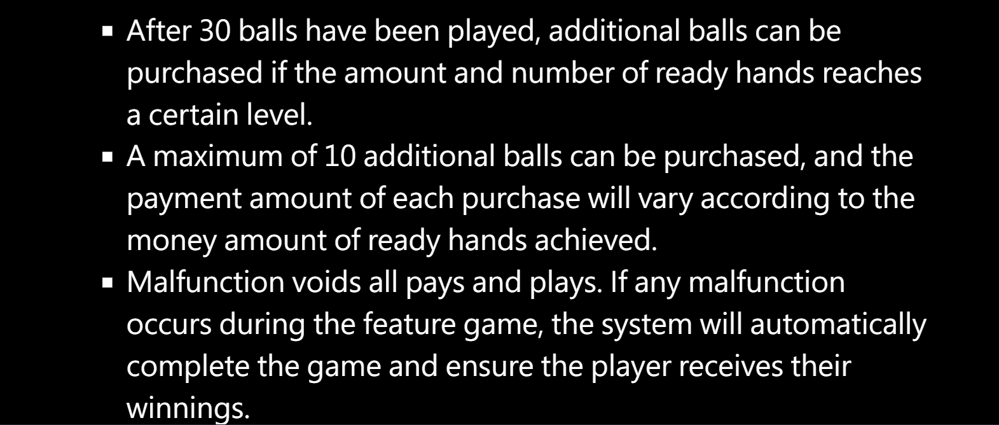 ▪ After 30 balls have been played, additional balls can be
purchased if the amount and number of ready hands reaches
a certain level.
▪ A maximum of 10 additional balls can be purchased, and the
payment amount of each purchase will vary according to the
money amount of ready hands achieved.
▪ Malfunction voids all pays and plays. If any malfunction
occurs during the feature game, the system will automatically
complete the game and ensure the player receives their
winnings.